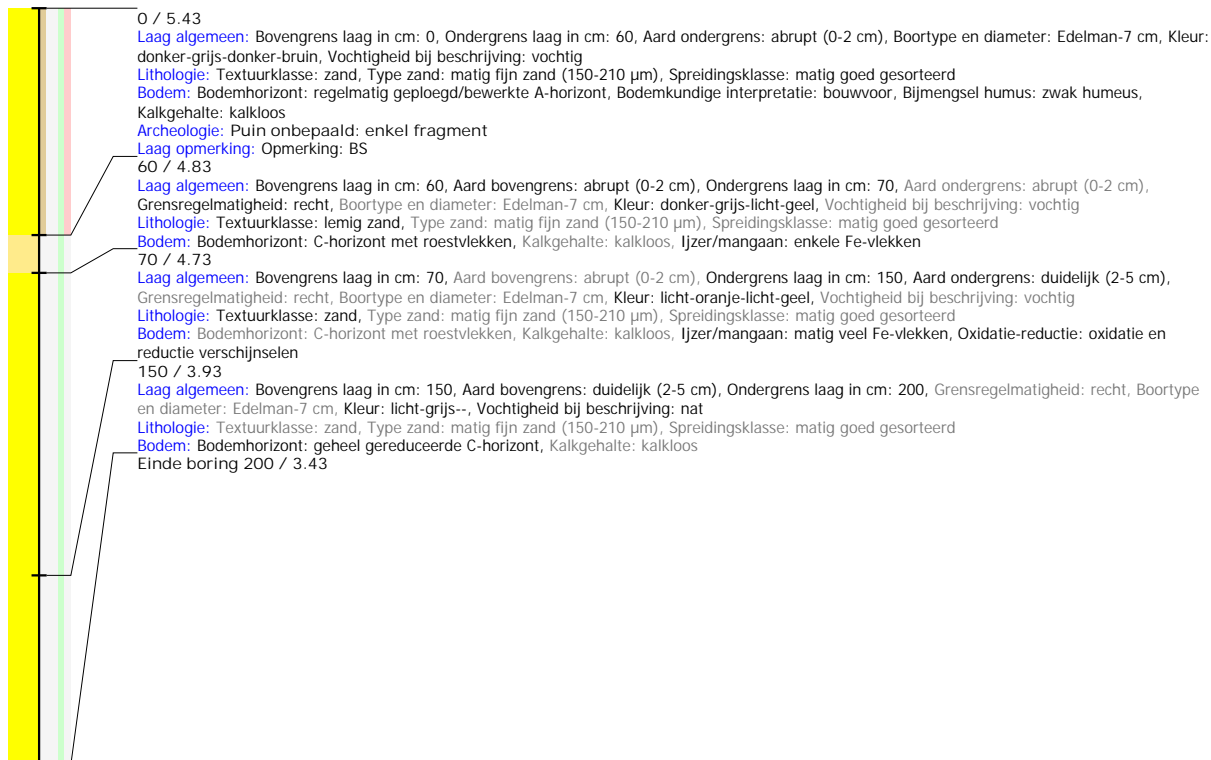 0 / 5.43
Laag algemeen: Bovengrens laag in cm: 0, Ondergrens laag in cm: 60, Aard ondergrens: abrupt (0-2 cm), Boortype en diameter: Edelman-7 cm, Kleur:
donker-grijs-donker-bruin, Vochtigheid bij beschrijving: vochtig
Lithologie: Textuurklasse: zand, Type zand: matig fijn zand (150-210 µm), Spreidingsklasse: matig goed gesorteerd
Bodem: Bodemhorizont: regelmatig geploegd/bewerkte A-horizont, Bodemkundige interpretatie: bouwvoor, Bijmengsel humus: zwak humeus,
Kalkgehalte: kalkloos
Archeologie: Puin onbepaald: enkel fragment
Laag opmerking: Opmerking: BS
60 / 4.83
Laag algemeen: Bovengrens laag in cm: 60, Aard bovengrens: abrupt (0-2 cm), Ondergrens laag in cm: 70, Aard ondergrens: abrupt (0-2 cm),
Grensregelmatigheid: recht, Boortype en diameter: Edelman-7 cm, Kleur: donker-grijs-licht-geel, Vochtigheid bij beschrijving: vochtig
Lithologie: Textuurklasse: lemig zand, Type zand: matig fijn zand (150-210 µm), Spreidingsklasse: matig goed gesorteerd
Bodem: Bodemhorizont: C-horizont met roestvlekken, Kalkgehalte: kalkloos, Ijzer/mangaan: enkele Fe-vlekken
70 / 4.73
Laag algemeen: Bovengrens laag in cm: 70, Aard bovengrens: abrupt (0-2 cm), Ondergrens laag in cm: 150, Aard ondergrens: duidelijk (2-5 cm),
Grensregelmatigheid: recht, Boortype en diameter: Edelman-7 cm, Kleur: licht-oranje-licht-geel, Vochtigheid bij beschrijving: vochtig
Lithologie: Textuurklasse: zand, Type zand: matig fijn zand (150-210 µm), Spreidingsklasse: matig goed gesorteerd
Bodem: Bodemhorizont: C-horizont met roestvlekken, Kalkgehalte: kalkloos, Ijzer/mangaan: matig veel Fe-vlekken, Oxidatie-reductie: oxidatie en
reductie verschijnselen
150 / 3.93
Laag algemeen: Bovengrens laag in cm: 150, Aard bovengrens: duidelijk (2-5 cm), Ondergrens laag in cm: 200, Grensregelmatigheid: recht, Boortype
en diameter: Edelman-7 cm, Kleur: licht-grijs--, Vochtigheid bij beschrijving: nat
Lithologie: Textuurklasse: zand, Type zand: matig fijn zand (150-210 µm), Spreidingsklasse: matig goed gesorteerd
Bodem: Bodemhorizont: geheel gereduceerde C-horizont, Kalkgehalte: kalkloos
Einde boring 200 / 3.43